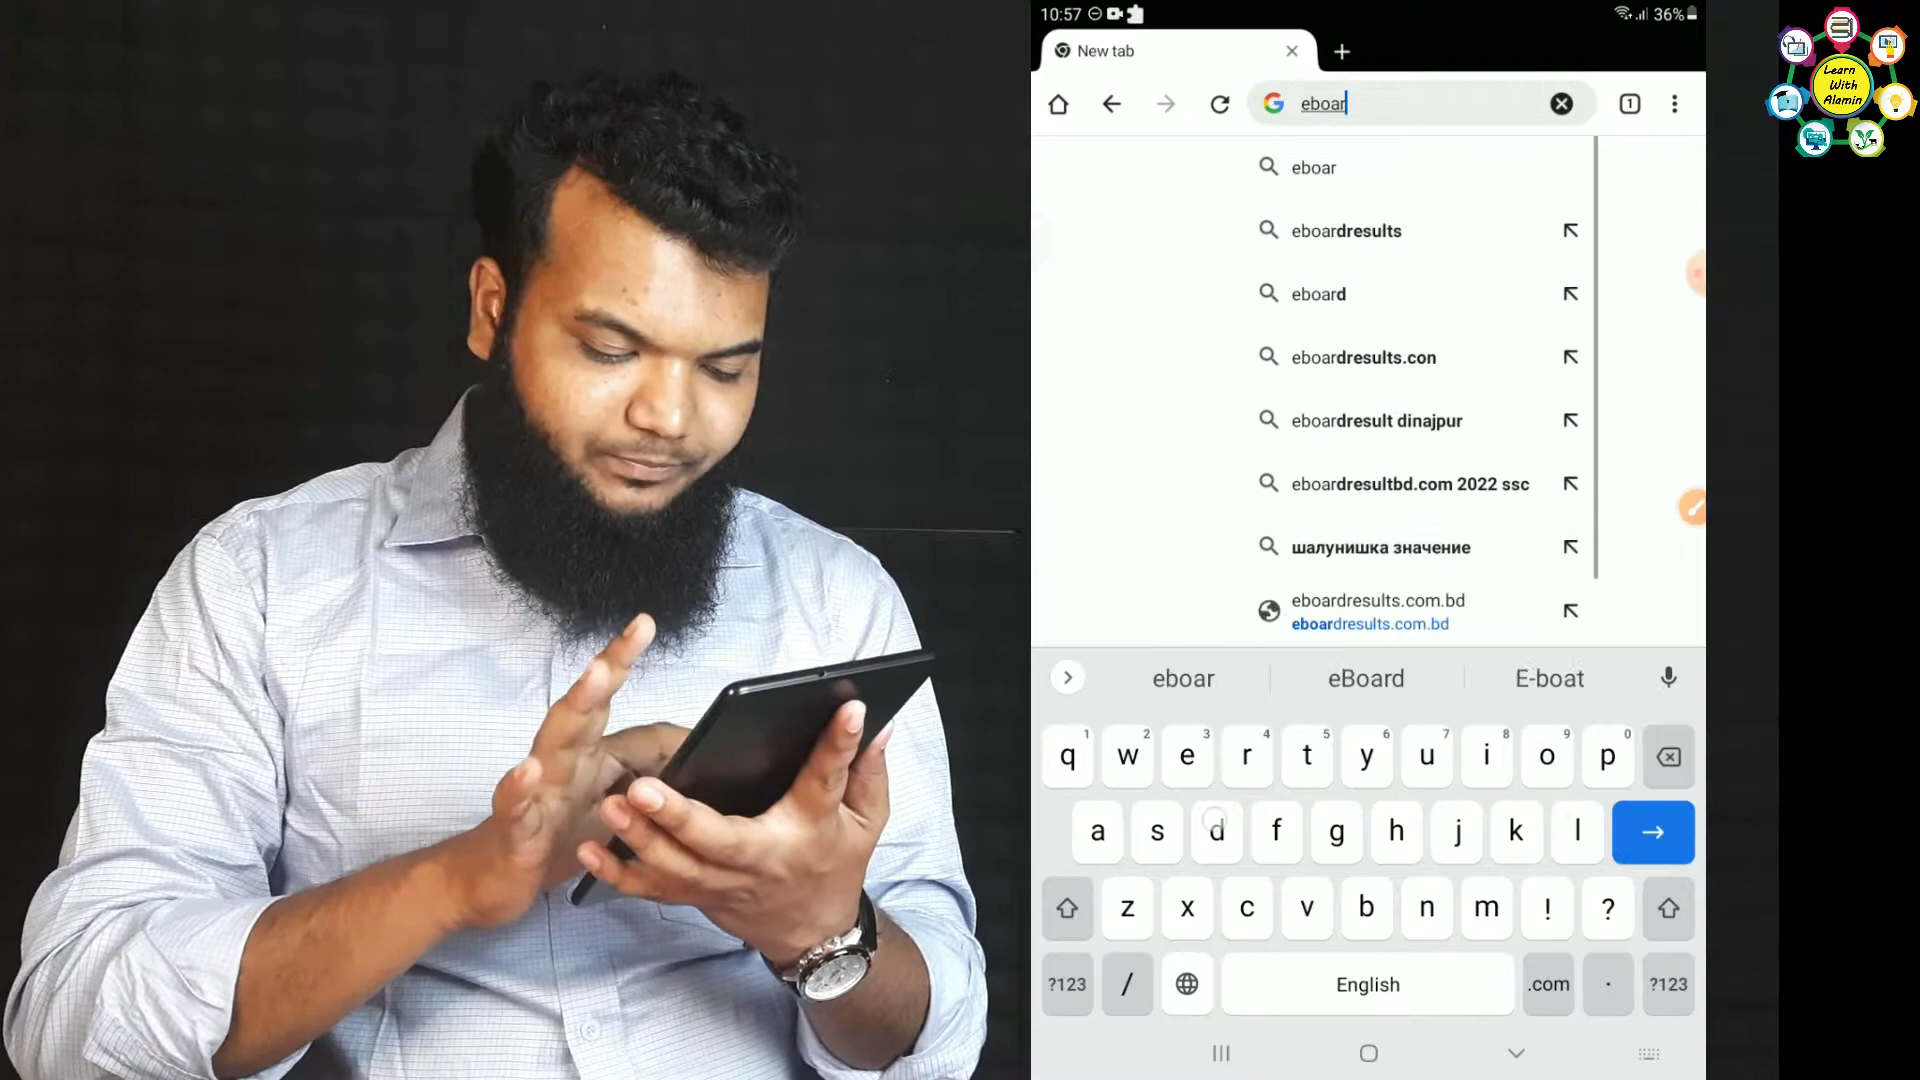 10:57
36%
New tab
1
eboar
eboar
eboardresults
eboard
eboardresults.con
eboardresult dinajpur
eboardresultbd.com 2022 ssc
шалунишка значение
eboardresults.com.bd
eboardresults.com.bd
eboar eBoard E-boat
1 2 3 4 5 6 7 8 9 0
q w e r t y u i o p
a s d f g h j k l
z x c v b n m ! ?
?123 / English .com . ?123
Learn
With
Alamin